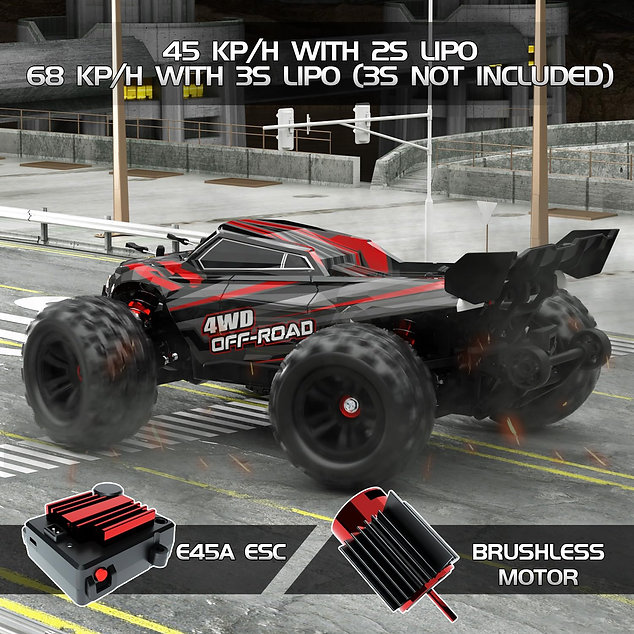 45 KP/H WITH 2S LIPO
68 KP/H WITH 3S LIPO (3S NOT INCLUDED)
4WD
OFF-ROAD
E45A ESC
BRUSHLESS
MOTOR